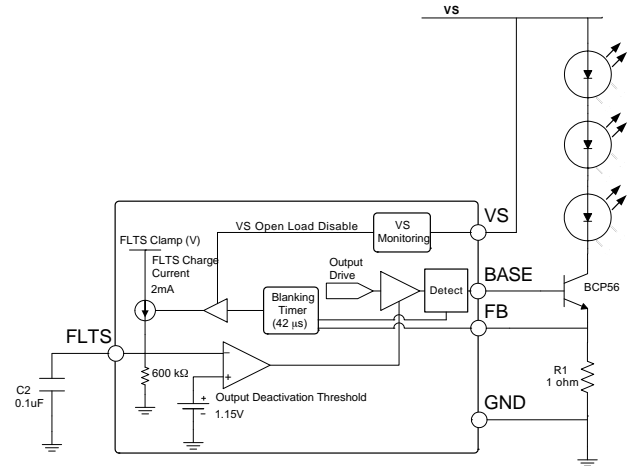 VS
VS
VS Open Load Disable
VS
Monitoring
FLTS Clamp (V)
FLTS Charge
Current
2mA
Output
Drive
BASE
Detect
BCP56
Blanking
Timer
(42 μs)
FB
FLTS
600 kΩ
−
+
R1
1 ohm
C2
0.1uF
Output Deactivation Threshold
+
−
1.15V
GND